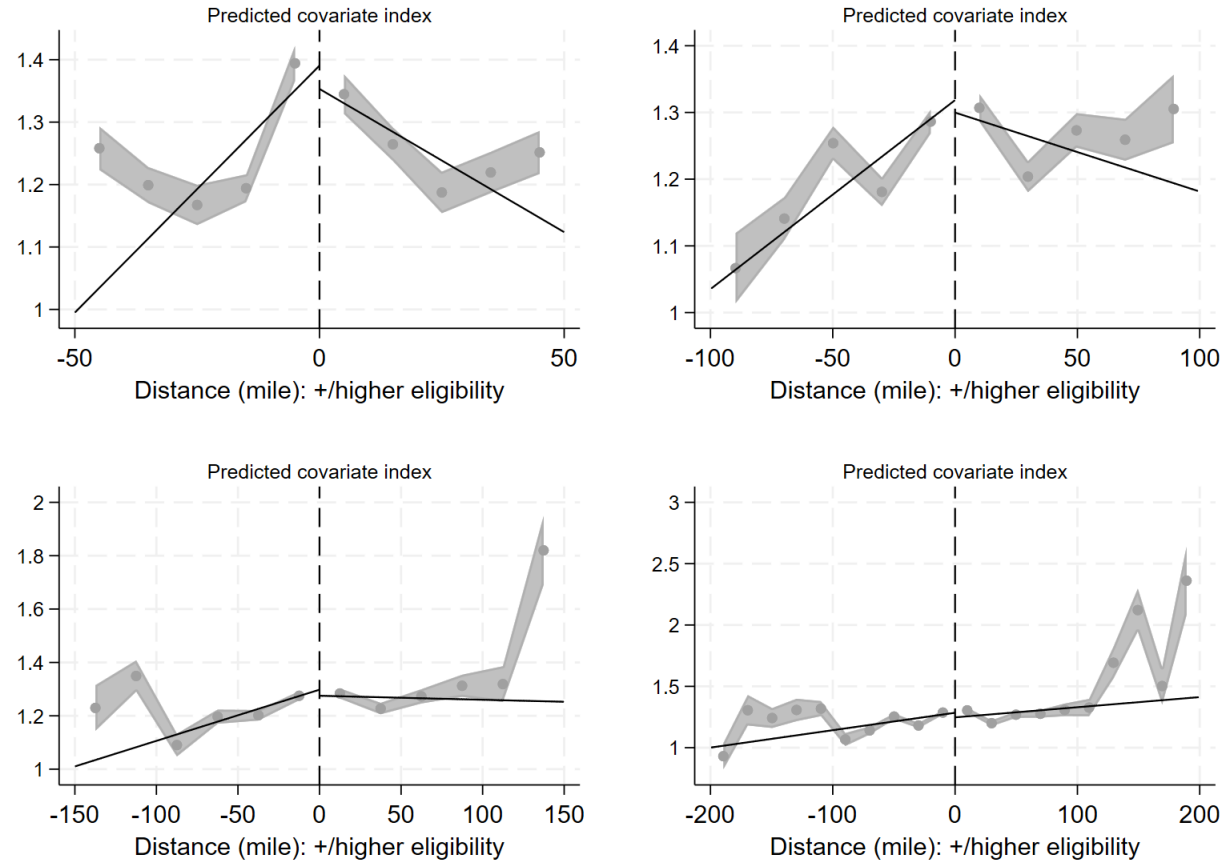 Predicted covariate index
1.4
1.3
1.2
1.1
1
-50 0 50
Distance (mile): +/higher eligibility
Predicted covariate index
1.4
1.3
1.2
1.1
1
-100 -50 0 50 100
Distance (mile): +/higher eligibility
Predicted covariate index
2
1.8
1.6
1.4
1.2
1
-150 -100 -50 0 50 100 150
Distance (mile): +/higher eligibility
Predicted covariate index
3
2.5
2
1.5
1
-200 -100 0 100 200
Distance (mile): +/higher eligibility